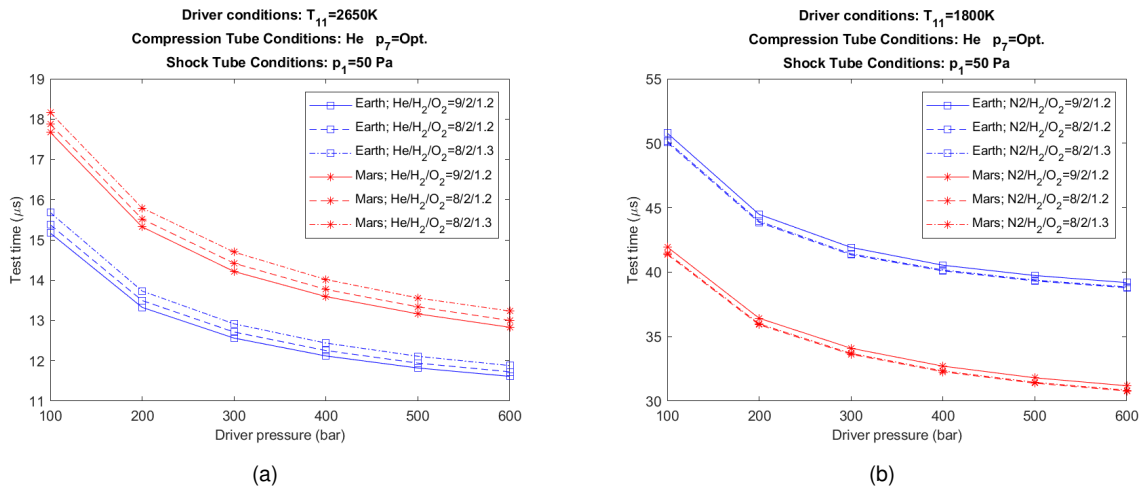 Driver conditions: T₁₁=2650K
Compression Tube Conditions: He p₇=Opt.
Shock Tube Conditions: p₁=50 Pa
19
18
17
16
15
14
13
12
11
Test time (μs)
Earth; He/H₂/O₂=9/2/1.2
Earth; He/H₂/O₂=8/2/1.2
Earth; He/H₂/O₂=8/2/1.3
Mars; He/H₂/O₂=9/2/1.2
Mars; He/H₂/O₂=8/2/1.2
Mars; He/H₂/O₂=8/2/1.3
100 200 300 400 500 600
Driver pressure (bar)
(a)
Driver conditions: T₁₁=1800K
Compression Tube Conditions: He p₇=Opt.
Shock Tube Conditions: p₁=50 Pa
55
50
45
40
35
30
Test time (μs)
Earth; N2/H₂/O₂=9/2/1.2
Earth; N2/H₂/O₂=8/2/1.2
Earth; N2/H₂/O₂=8/2/1.3
Mars; N2/H₂/O₂=9/2/1.2
Mars; N2/H₂/O₂=8/2/1.2
Mars; N2/H₂/O₂=8/2/1.3
100 200 300 400 500 600
Driver pressure (bar)
(b)